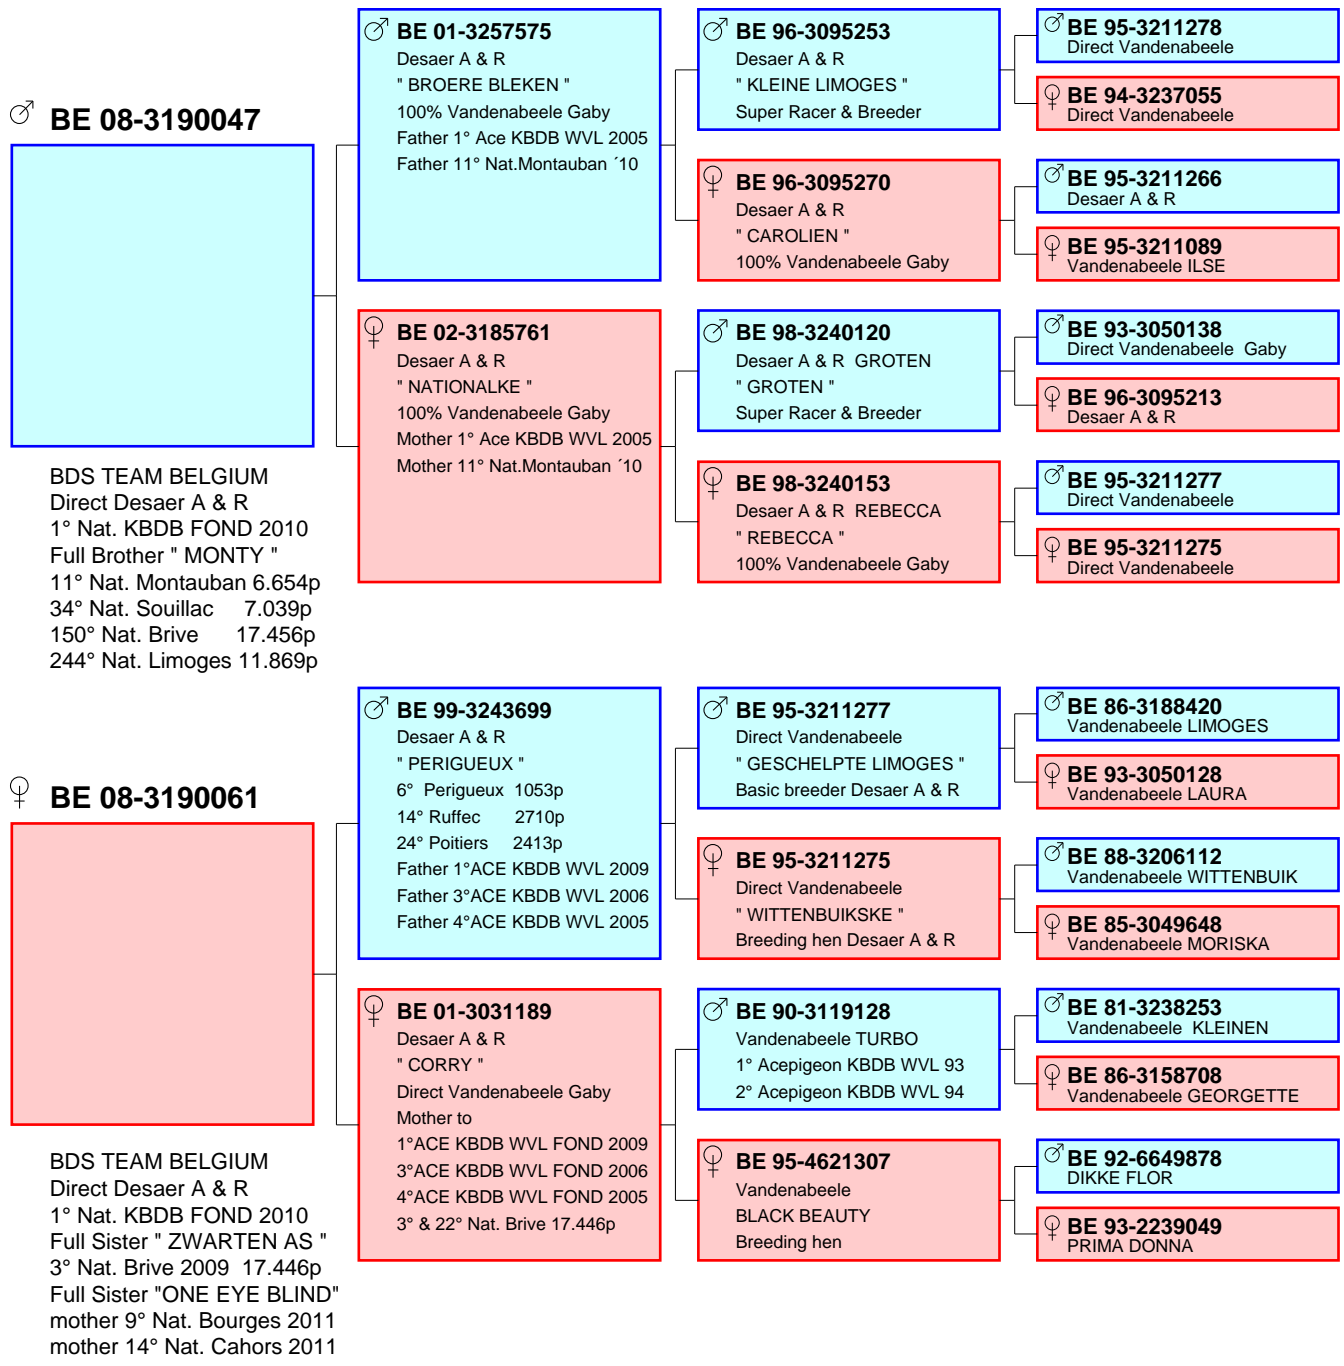 ♂ BE 08-3190047
BDS TEAM BELGIUM
Direct Desaer A & R
1° Nat. KBDB FOND 2010
Full Brother " MONTY "
11° Nat. Montauban 6.654p
34° Nat. Souillac 7.039p
150° Nat. Brive 17.456p
244° Nat. Limoges 11.869p
♂ BE 01-3257575
Desaer A & R
" BROERE BLEKEN "
100% Vandenabeele Gaby
Father 1° Ace KBDB WVL 2005
Father 11° Nat.Montauban ´10
♀ BE 02-3185761
Desaer A & R
" NATIONALKE "
100% Vandenabeele Gaby
Mother 1° Ace KBDB WVL 2005
Mother 11° Nat.Montauban ´10
♂ BE 96-3095253
Desaer A & R
" KLEINE LIMOGES "
Super Racer & Breeder
♀ BE 96-3095270
Desaer A & R
" CAROLIEN "
100% Vandenabeele Gaby
♂ BE 98-3240120
Desaer A & R GROTEN
" GROTEN "
Super Racer & Breeder
♀ BE 98-3240153
Desaer A & R REBECCA
" REBECCA "
100% Vandenabeele Gaby
♂ BE 95-3211278
Direct Vandenabeele
♀ BE 94-3237055
Direct Vandenabeele
♂ BE 95-3211266
Desaer A & R
♀ BE 95-3211089
Vandenabeele ILSE
♂ BE 93-3050138
Direct Vandenabeele Gaby
♀ BE 96-3095213
Desaer A & R
♂ BE 95-3211277
Direct Vandenabeele
♀ BE 95-3211275
Direct Vandenabeele
♀ BE 08-3190061
BDS TEAM BELGIUM
Direct Desaer A & R
1° Nat. KBDB FOND 2010
Full Sister " ZWARTEN AS "
3° Nat. Brive 2009 17.446p
Full Sister "ONE EYE BLIND"
mother 9° Nat. Bourges 2011
mother 14° Nat. Cahors 2011
♂ BE 99-3243699
Desaer A & R
" PERIGUEUX "
6° Perigueux 1053p
14° Ruffec 2710p
24° Poitiers 2413p
Father 1°ACE KBDB WVL 2009
Father 3°ACE KBDB WVL 2006
Father 4°ACE KBDB WVL 2005
♀ BE 01-3031189
Desaer A & R
" CORRY "
Direct Vandenabeele Gaby
Mother to
1°ACE KBDB WVL FOND 2009
3°ACE KBDB WVL FOND 2006
4°ACE KBDB WVL FOND 2005
3° & 22° Nat. Brive 17.446p
♂ BE 95-3211277
Direct Vandenabeele
" GESCHELPTE LIMOGES "
Basic breeder Desaer A & R
♀ BE 95-3211275
Direct Vandenabeele
" WITTENBUIKSKE "
Breeding hen Desaer A & R
♂ BE 90-3119128
Vandenabeele TURBO
1° Acepigeon KBDB WVL 93
2° Acepigeon KBDB WVL 94
♀ BE 95-4621307
Vandenabeele
BLACK BEAUTY
Breeding hen
♂ BE 86-3188420
Vandenabeele LIMOGES
♀ BE 93-3050128
Vandenabeele LAURA
♂ BE 88-3206112
Vandenabeele WITTENBUIK
♀ BE 85-3049648
Vandenabeele MORISKA
♂ BE 81-3238253
Vandenabeele KLEINEN
♀ BE 86-3158708
Vandenabeele GEORGETTE
♂ BE 92-6649878
DIKKE FLOR
♀ BE 93-2239049
PRIMA DONNA